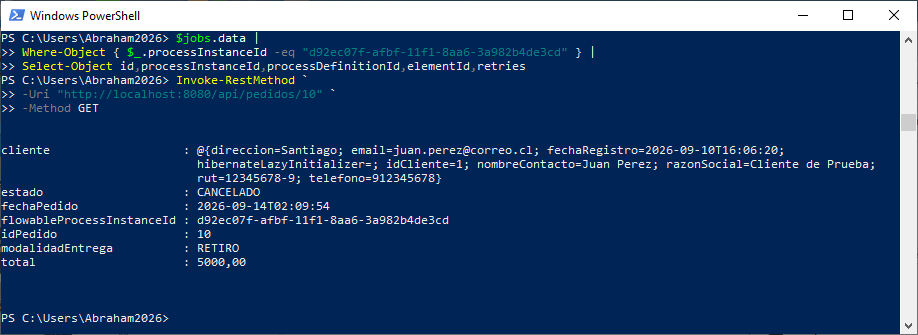 Windows PowerShell
PS C:\Users\Abraham2026> $jobs.data |
>> Where-Object { $_.processInstanceId -eq "d92ec07f-afbf-11f1-8aa6-3a982b4de3cd" } |
>> Select-Object id,processInstanceId,processDefinitionId,elementId,retries
PS C:\Users\Abraham2026> Invoke-RestMethod `
>> -Uri "http://localhost:8080/api/pedidos/10" `
>> -Method GET
cliente : @{direccion=Santiago; email=juan.perez@correo.cl; fechaRegistro=2026-09-10T16:06:20;
hibernateLazyInitializer=; idCliente=1; nombreContacto=Juan Perez; razonSocial=Cliente de Prueba;
rut=12345678-9; telefono=912345678}
estado : CANCELADO
fechaPedido : 2026-09-14T02:09:54
flowableProcessInstanceId : d92ec07f-afbf-11f1-8aa6-3a982b4de3cd
idPedido : 10
modalidadEntrega : RETIRO
total : 5000,00
PS C:\Users\Abraham2026>